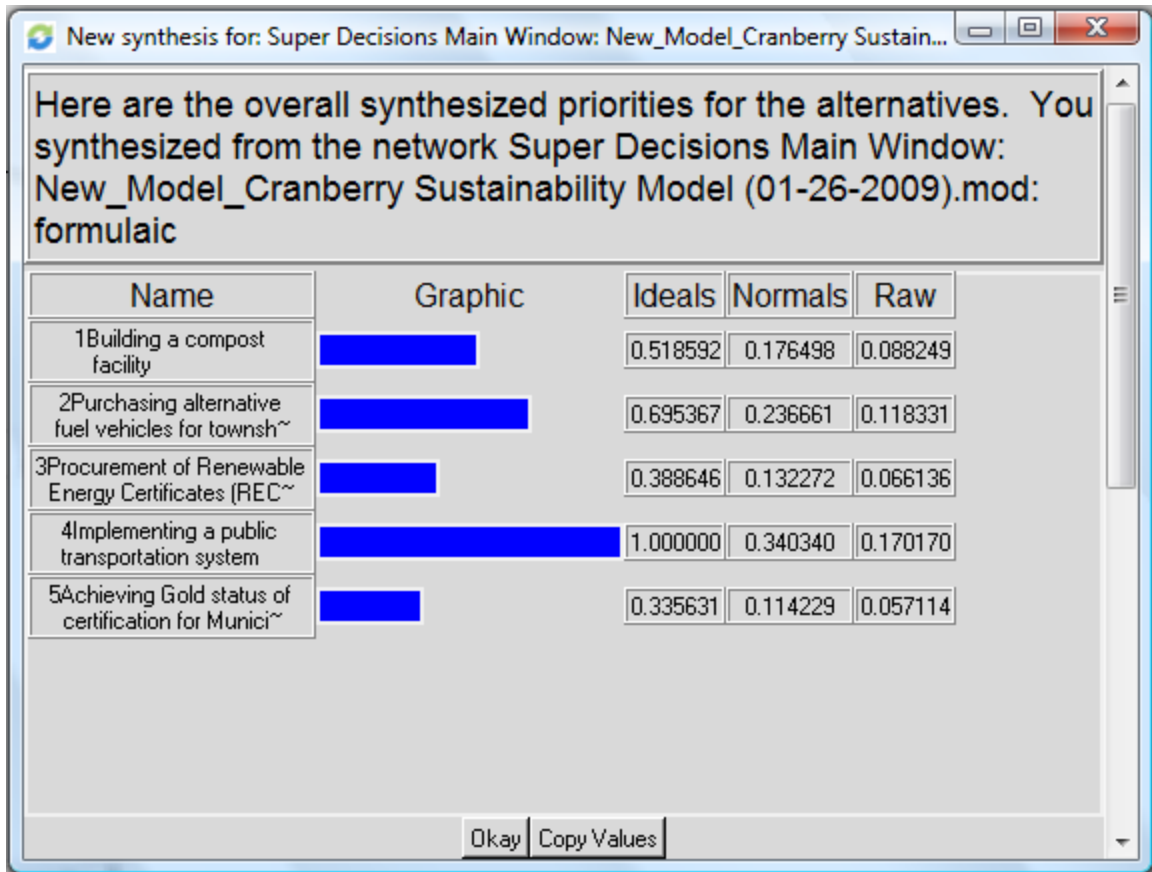 New synthesis for: Super Decisions Main Window: New_Model_Cranberry Sustain...
Here are the overall synthesized priorities for the alternatives.  You
synthesized from the network Super Decisions Main Window:
New_Model_Cranberry Sustainability Model (01-26-2009).mod:
formulaic
Name Graphic Ideals Normals Raw
1Building a compost
facility
0.518592 0.176498 0.088249
2Purchasing alternative
fuel vehicles for townsh~
0.695367 0.236661 0.118331
3Procurement of Renewable
Energy Certificates (REC~
0.388646 0.132272 0.066136
4Implementing a public
transportation system
1.000000 0.340340 0.170170
5Achieving Gold status of
certification for Munici~
0.335631 0.114229 0.057114
Okay Copy Values